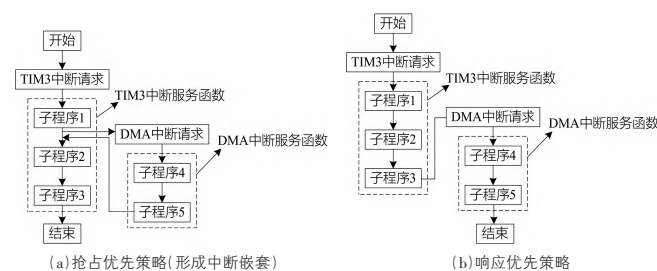 开始
TIM3中断请求
TIM3中断服务函数
子程序1
DMA中断请求
DMA中断服务函数
子程序2
子程序4
子程序3
子程序5
结束
(a)抢占优先策略(形成中断嵌套)
开始
TIM3中断请求
TIM3中断服务函数
子程序1
子程序2
子程序3
DMA中断请求
DMA中断服务函数
子程序4
子程序5
结束
(b)响应优先策略